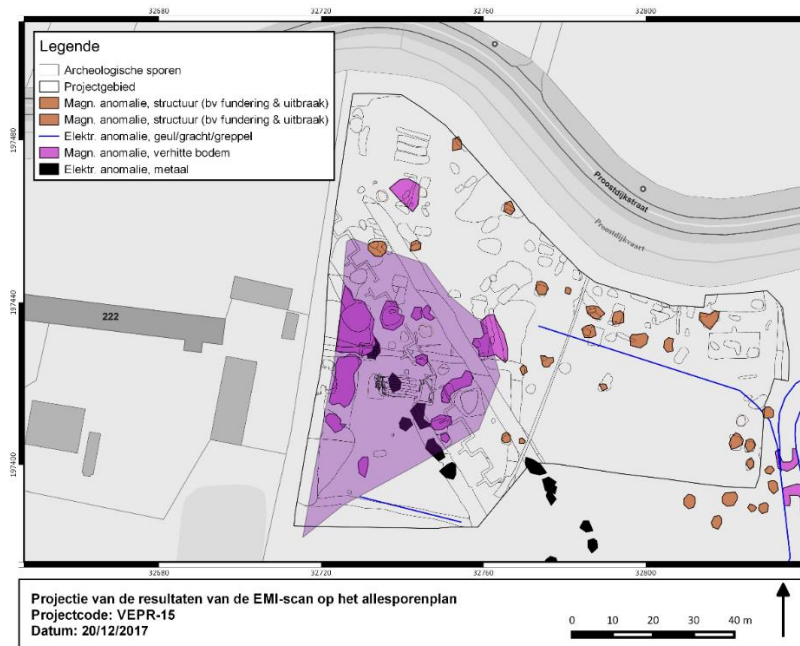 32680
32720
32760
32800
Legende
Archeologische sporen
Projectgebied
Magn. anomalie, structuur (bv fundering & uitbraak)
Magn. anomalie, structuur (bv fundering & uitbraak)
Elektr. anomalie, geul/gracht/greppel
Magn. anomalie, verhitte bodem
Elektr. anomalie, metaal
197480
197440
197400
Proostdijkstraat
Proostdijkvaart
222
32680
32720
32760
32800
Projectie van de resultaten van de EMI-scan op het allesporenplan
Projectcode: VEPR-15
Datum: 20/12/2017
0 10 20 30 40 m